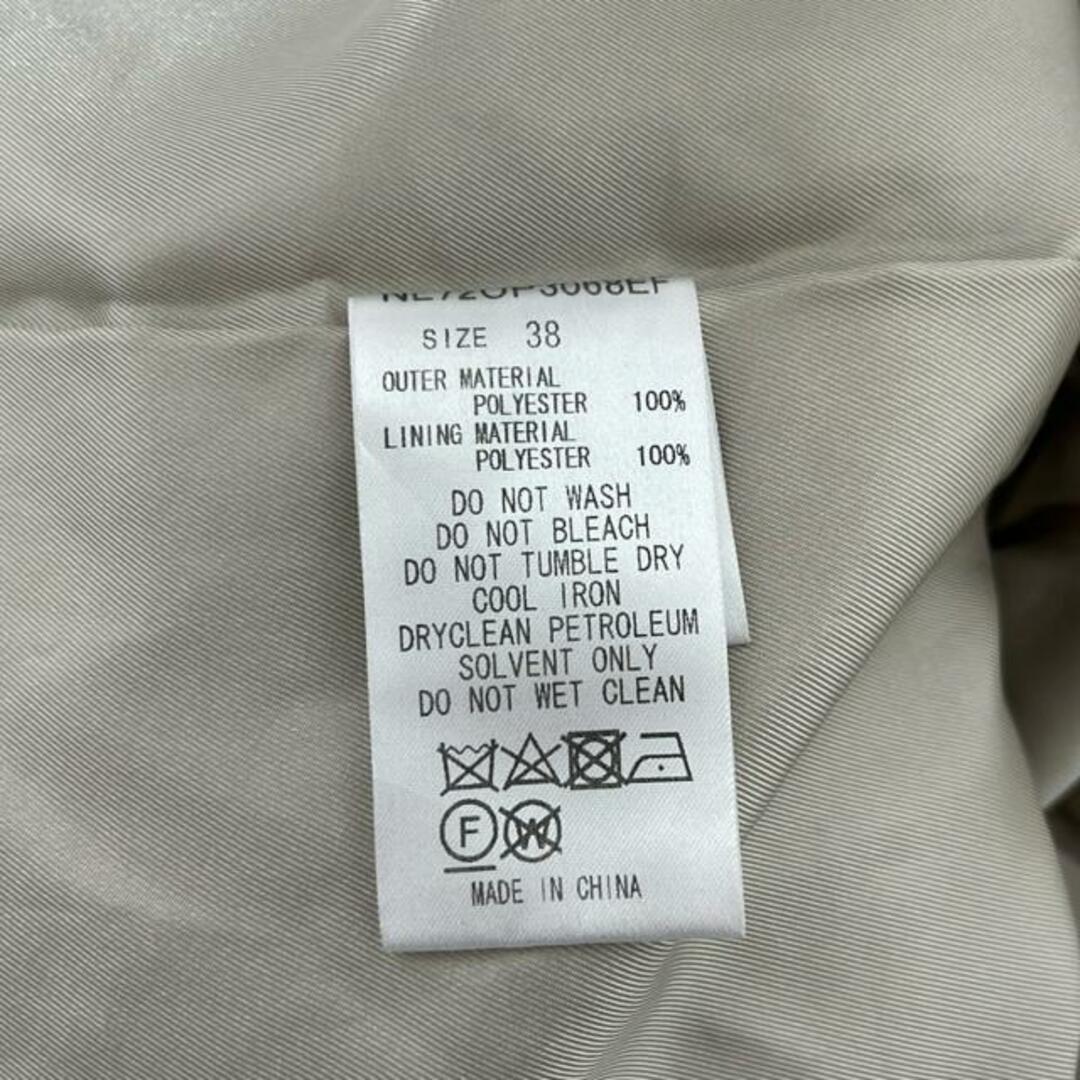 NE72OP3068EF
SIZE 38
OUTER MATERIAL
POLYESTER 100%
LINING MATERIAL
POLYESTER 100%
DO NOT WASH
DO NOT BLEACH
DO NOT TUMBLE DRY
COOL IRON
DRYCLEAN PETROLEUM
SOLVENT ONLY
DO NOT WET CLEAN
F W
MADE IN CHINA